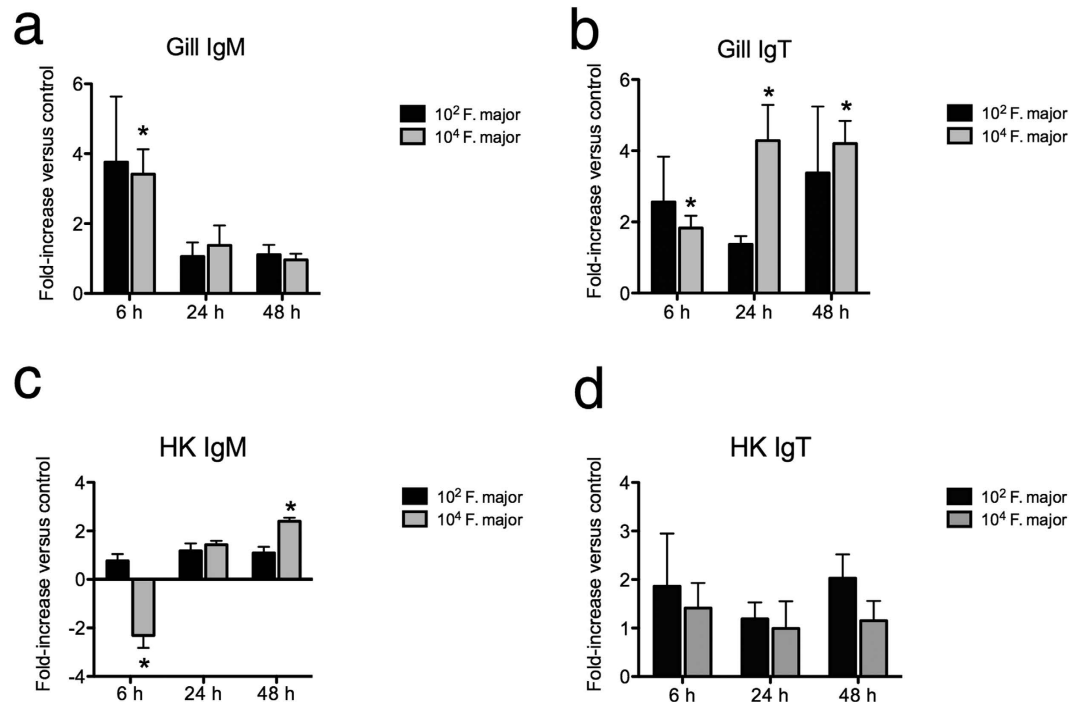 a
Gill IgM
Fold-increase versus control
6
4
2
0
*
6 h 24 h 48 h
10² F. major
10⁴ F. major
b
Gill IgT
Fold-increase versus control
6
4
2
0
* * *
6 h 24 h 48 h
10² F. major
10⁴ F. major
c
HK IgM
Fold-increase versus control
4
2
0
-2
-4
* *
6 h 24 h 48 h
10² F. major
10⁴ F. major
d
HK IgT
Fold-increase versus control
4
3
2
1
0
6 h 24 h 48 h
10² F. major
10⁴ F. major